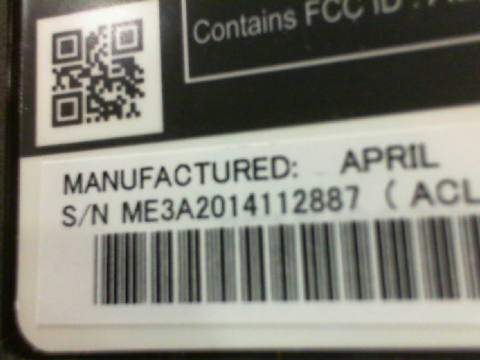 Contains FCC ID :
MANUFACTURED: APRIL
S/N ME3A2014112887 ( ACL